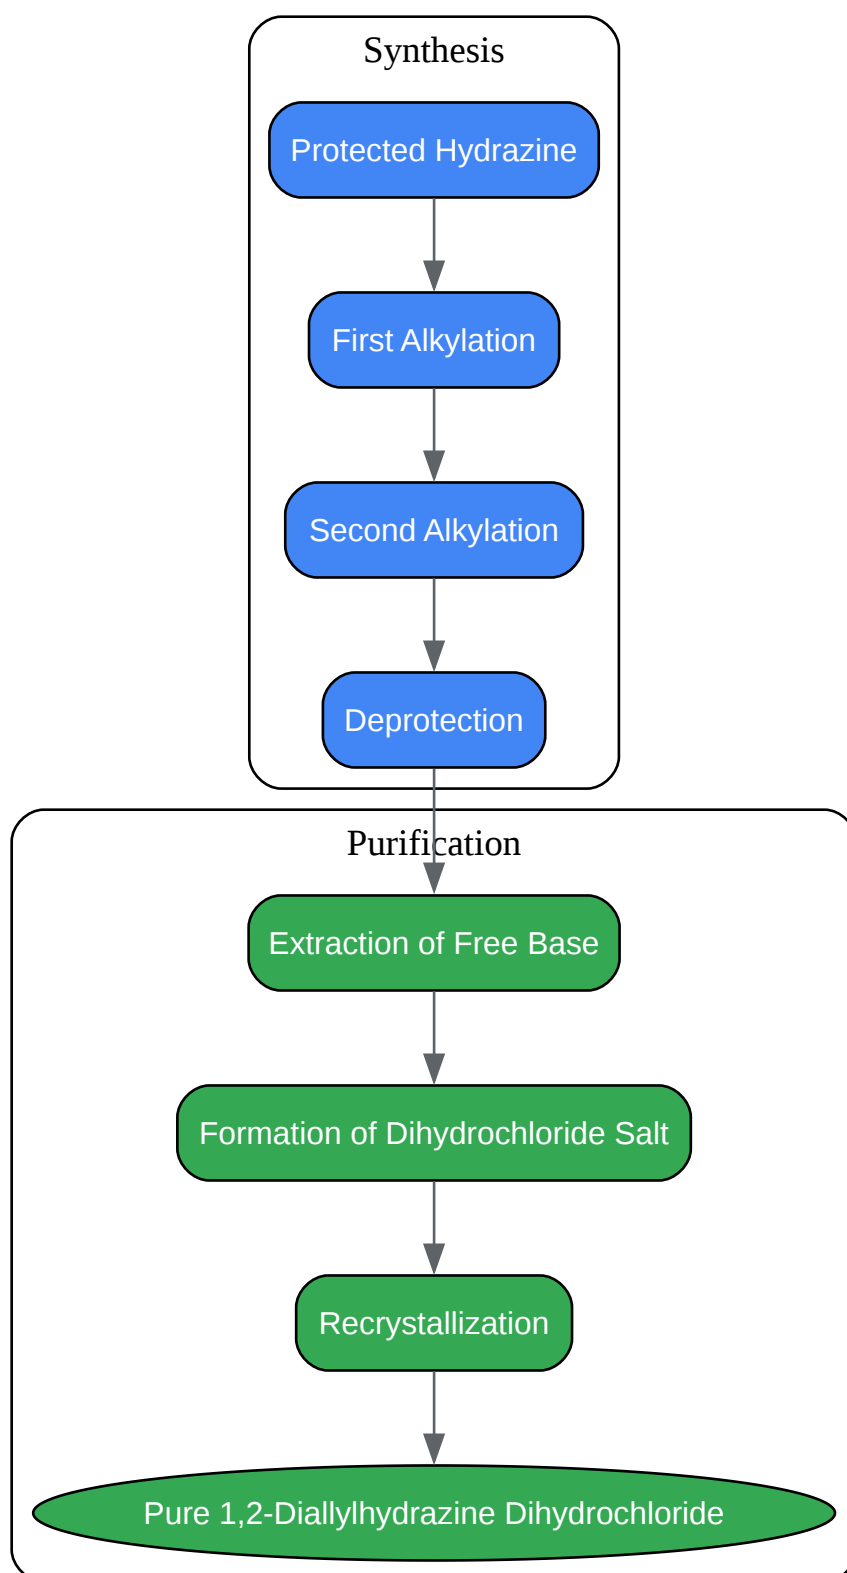 Synthesis
Protected Hydrazine
First Alkylation
Second Alkylation
Deprotection
Purification
Extraction of Free Base
Formation of Dihydrochloride Salt
Recrystallization
Pure 1,2-Diallylhydrazine Dihydrochloride